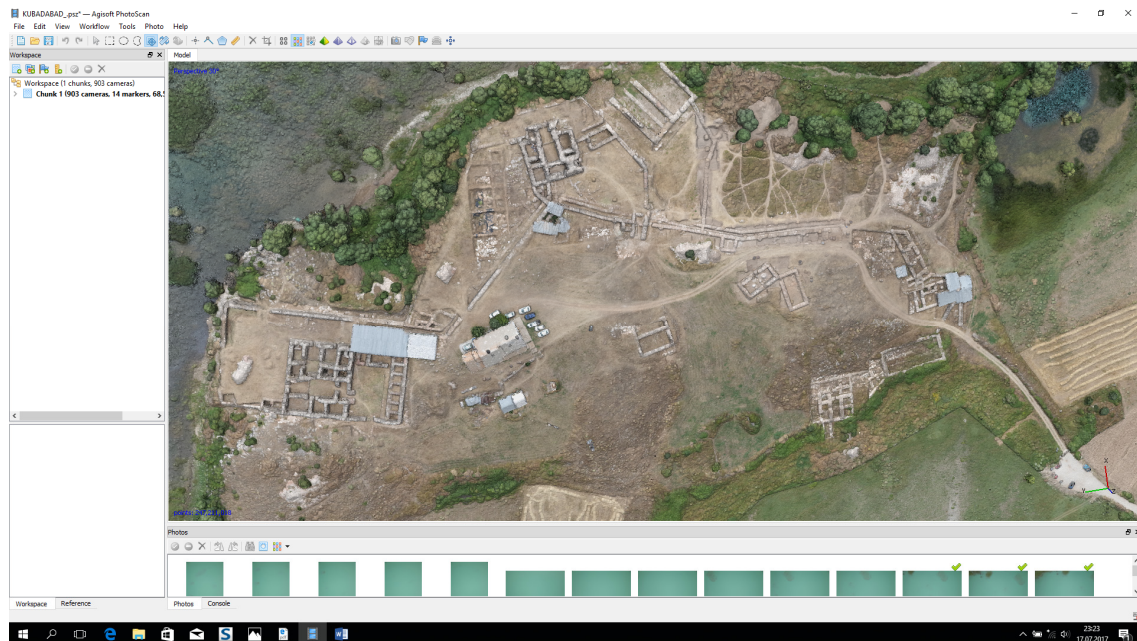 KUBADABAD_.psz* — Agisoft PhotoScan
File Edit View Workflow Tools Photo Help
Workspace
Model
Workspace (1 chunks, 903 cameras)
Chunk 1 (903 cameras, 14 markers, 68,
Perspective 30°
X
Y
Photos
Workspace Reference
Photos Console
23:23
17.07.2017